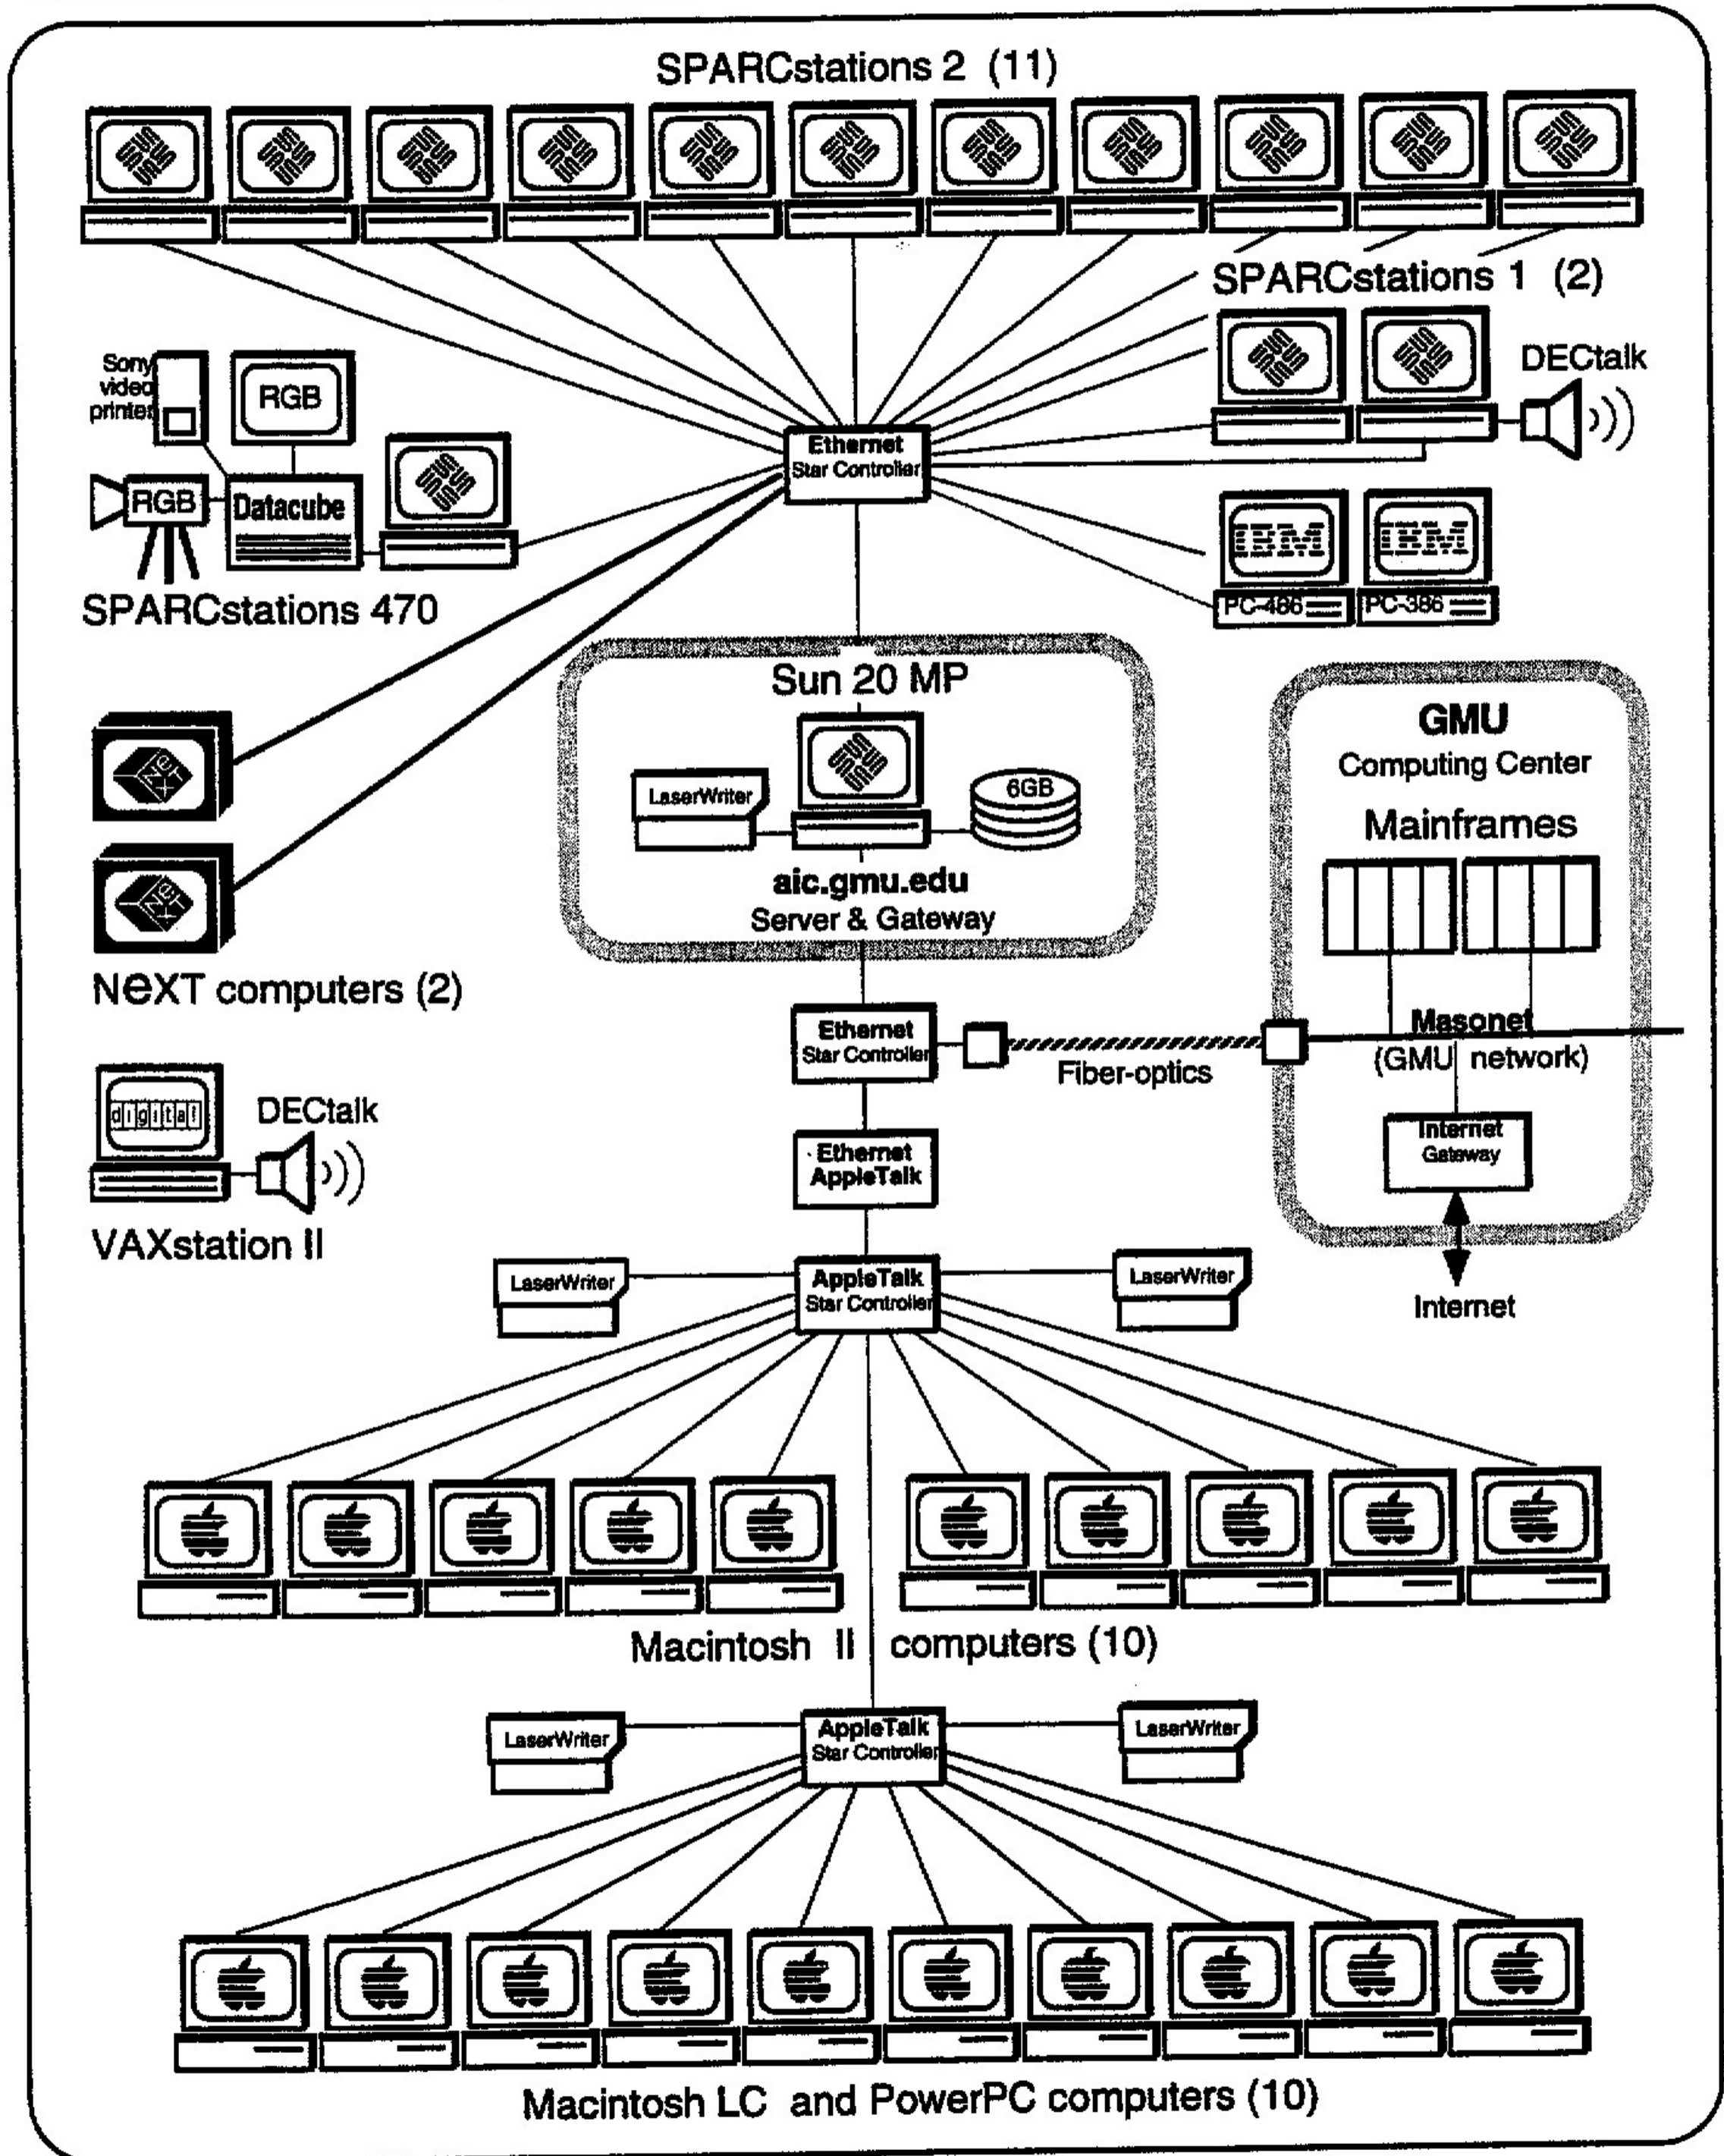 SPARCstations 2 (11)
SPARCstations 1 (2)
Sony
video
printer
RGB
DECtalk
Ethernet
Star Controller
RGB
Datacube
IBM
IBM
PC-486
PC-386
SPARCstations 470
Sun 20 MP
GMU
Computing Center
LaserWriter
6GB
Mainframes
aic.gmu.edu
Server & Gateway
NeXT computers (2)
Ethernet
Star Controller
Masonet
(GMU network)
Fiber-optics
digital
DECtalk
Internet
Gateway
Ethernet
AppleTalk
VAXstation II
LaserWriter
AppleTalk
Star Controller
LaserWriter
Internet
Macintosh II computers (10)
LaserWriter
AppleTalk
Star Controller
LaserWriter
Macintosh LC and PowerPC computers (10)